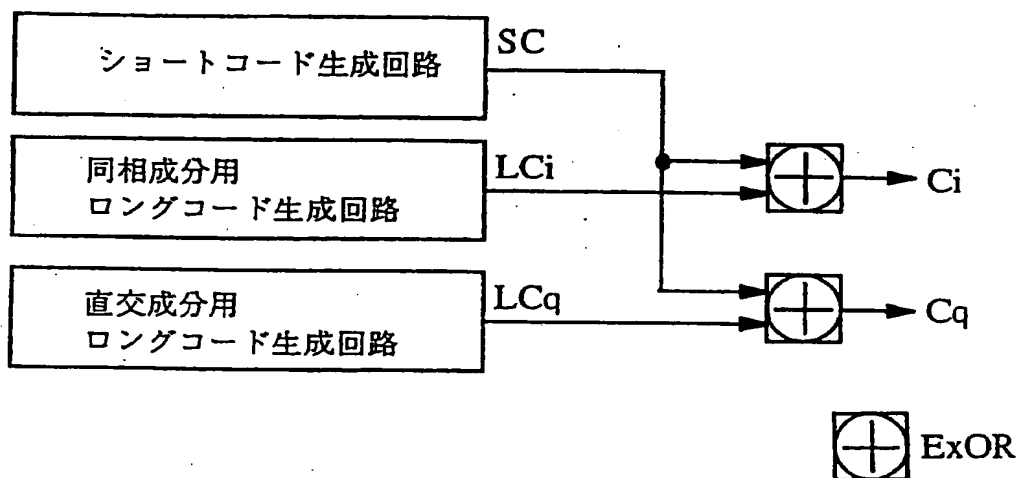 ショートコード生成回路
SC
同相成分用
ロングコード生成回路
LCi
Ci
直交成分用
ロングコード生成回路
LCq
Cq
ExOR